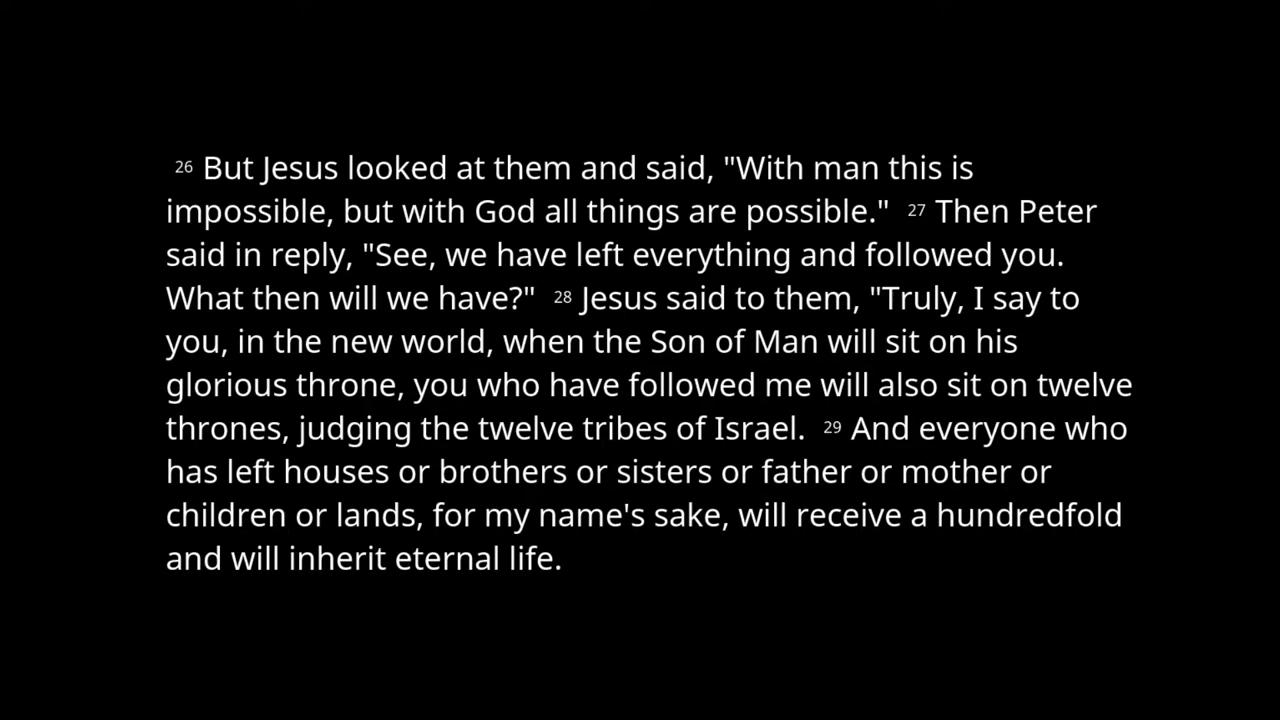 26 But Jesus looked at them and said, "With man this is
impossible, but with God all things are possible." 27 Then Peter
said in reply, "See, we have left everything and followed you.
What then will we have?" 28 Jesus said to them, "Truly, I say to
you, in the new world, when the Son of Man will sit on his
glorious throne, you who have followed me will also sit on twelve
thrones, judging the twelve tribes of Israel. 29 And everyone who
has left houses or brothers or sisters or father or mother or
children or lands, for my name's sake, will receive a hundredfold
and will inherit eternal life.